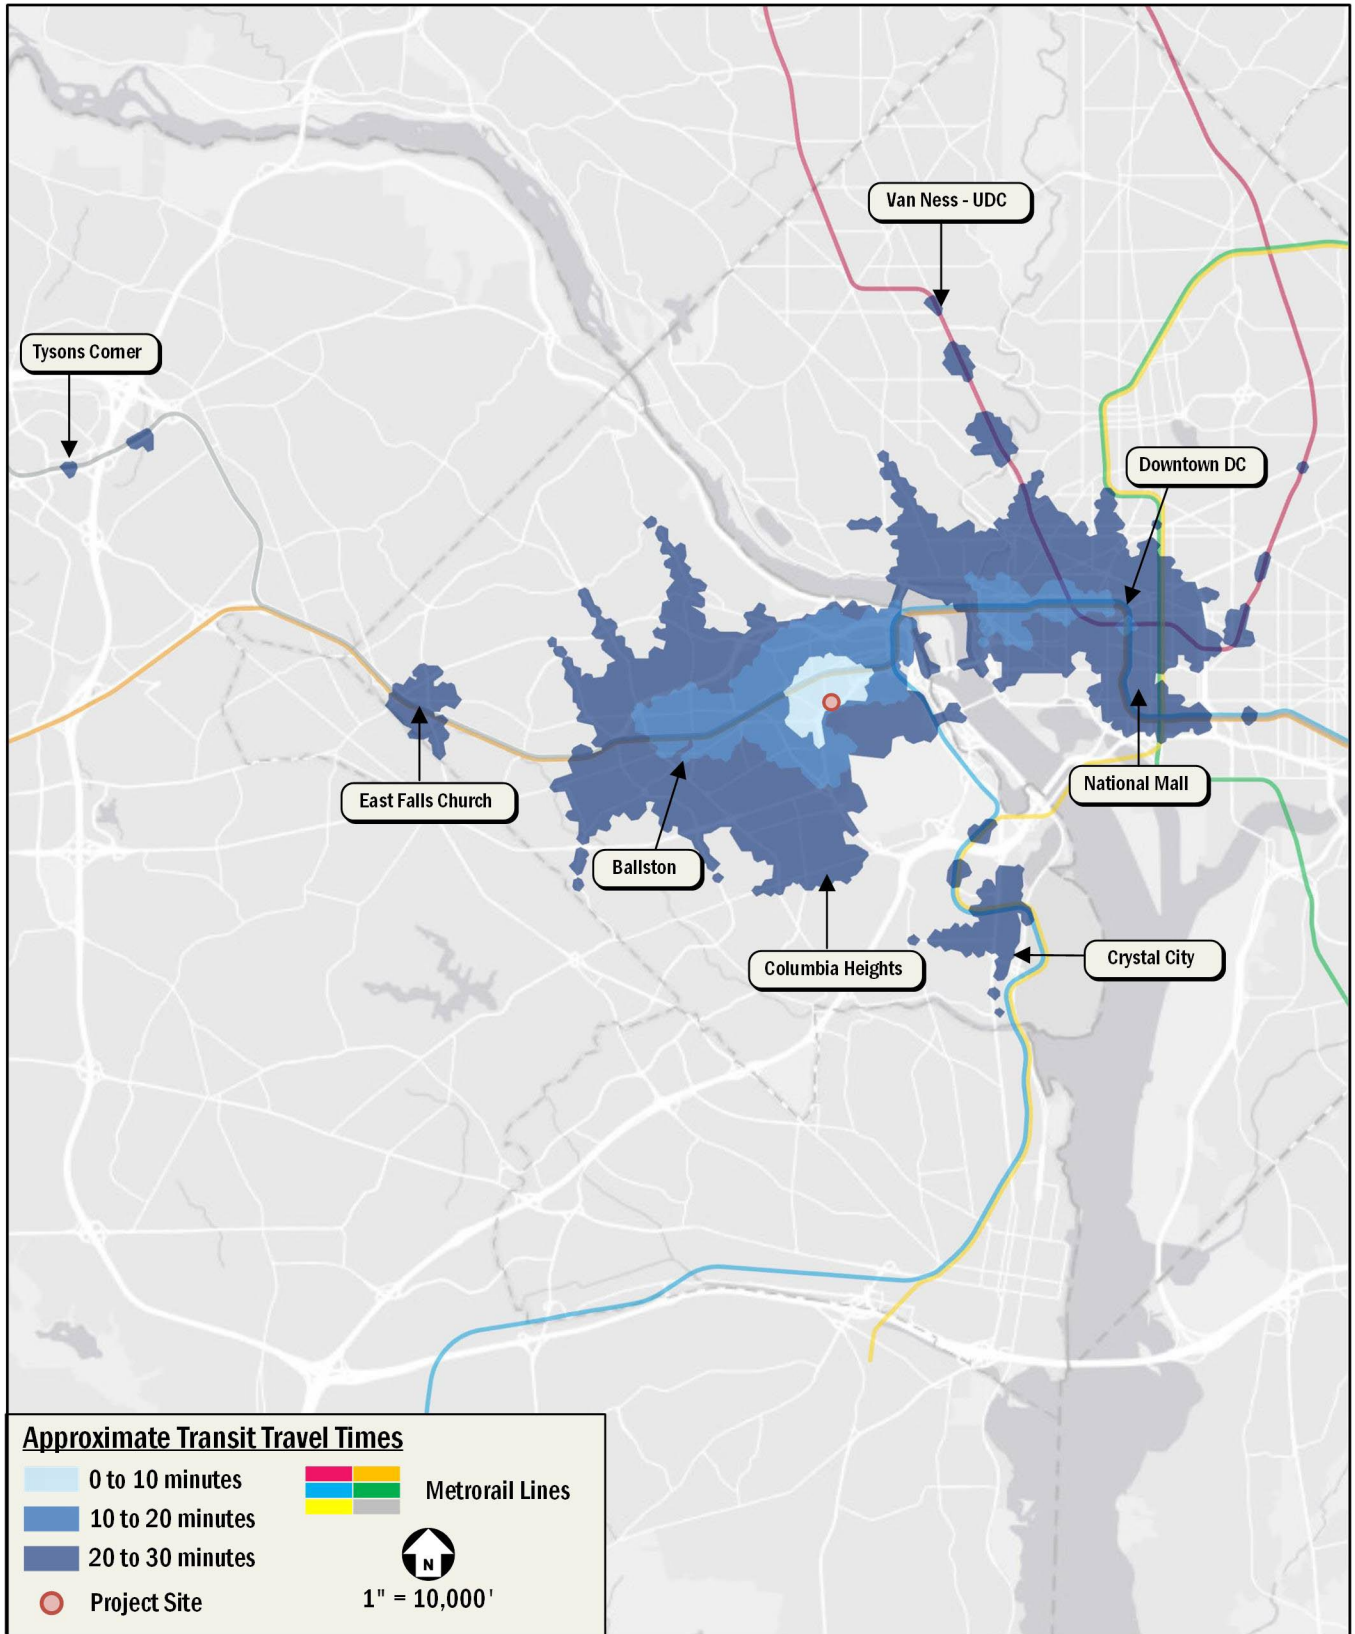 Van Ness - UDC
Tysons Corner
Downtown DC
East Falls Church
National Mall
Ballston
Columbia Heights
Crystal City
Approximate Transit Travel Times
0 to 10 minutes
10 to 20 minutes
20 to 30 minutes
Project Site
Metrorail Lines
N
1" = 10,000'